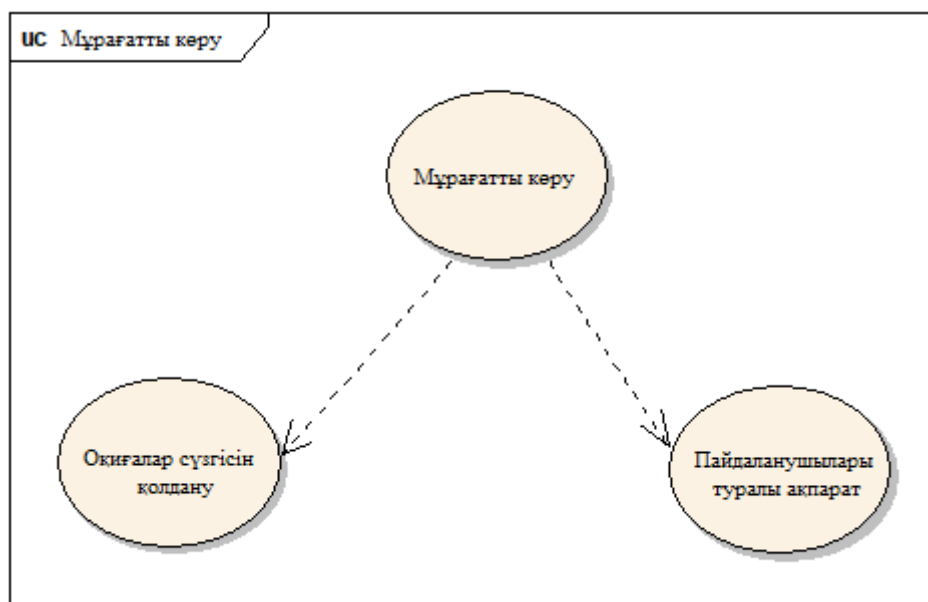 uc Мұрағатты көру
Мұрағатты көру
Оқиғалар сүзгісін
қолдану
Пайдаланушылары
туралы ақпарат